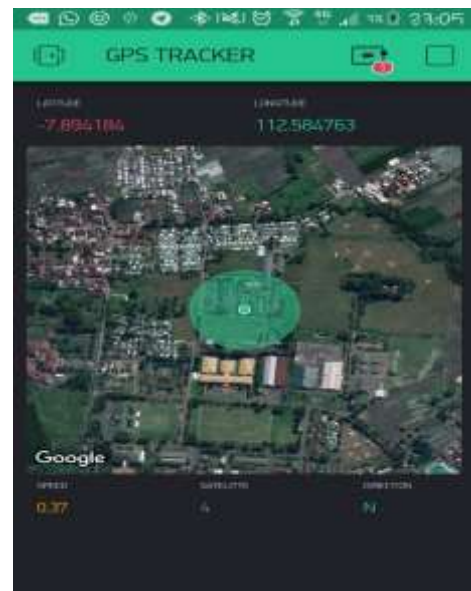 23:05
GPS TRACKER
LATITUDE LONGITUDE
-7.894184 112.584763
Google
SPEED SATELLITE DIRECTION
0.37 4 N